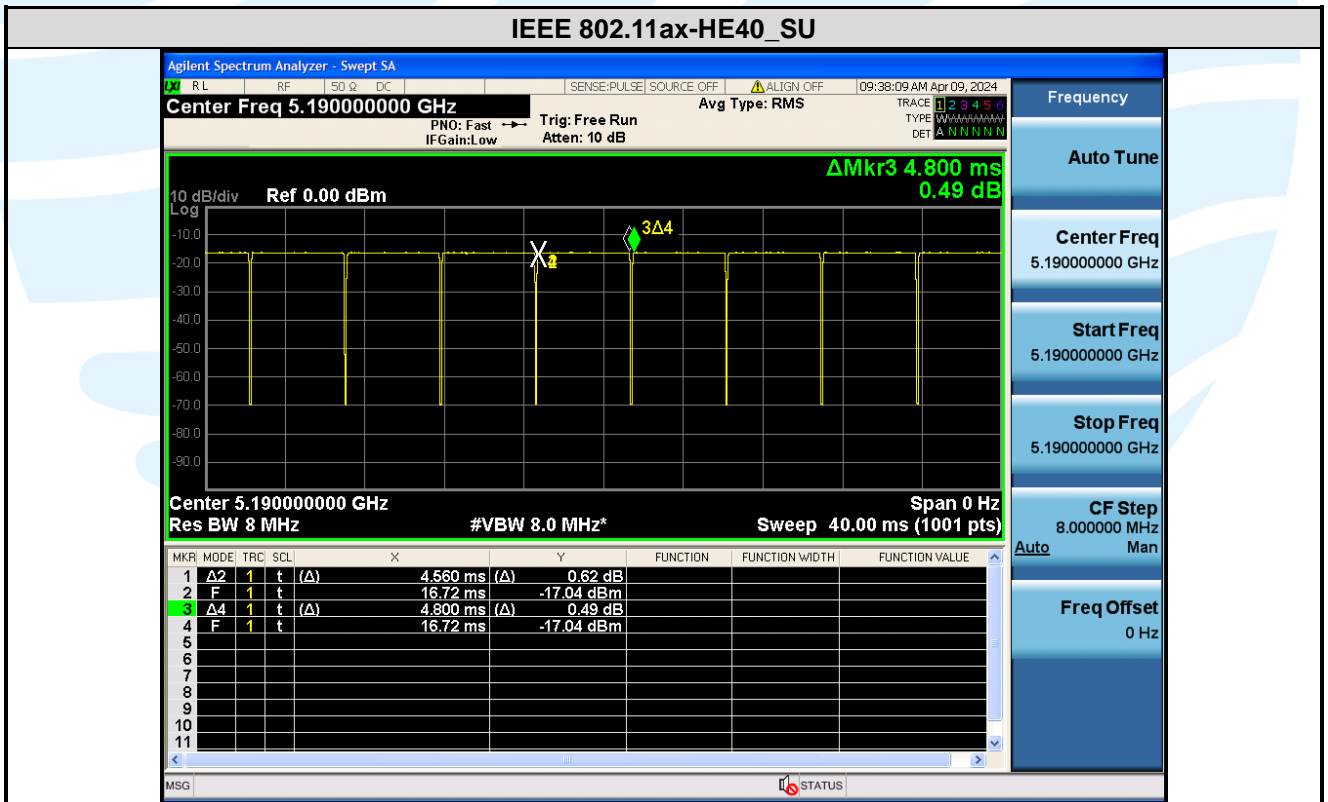 IEEE 802.11ax-HE40_SU
Agilent Spectrum Analyzer - Swept SA
LXI RL RF 50 Ω DC SENSE:PULSE SOURCE OFF ALIGN OFF 09:38:09 AM Apr 09, 2024
Center Freq 5.190000000 GHz
Avg Type: RMS
TRACE 1 2 3 4 5 6
TYPE
DET A N N N N N
PNO: Fast
IFGain:Low
Trig: Free Run
Atten: 10 dB
ΔMkr3 4.800 ms
0.49 dB
10 dB/div Ref 0.00 dBm
Log
-10.0
-20.0
-30.0
-40.0
-50.0
-60.0
-70.0
-80.0
-90.0
3Δ4
Center 5.190000000 GHz Span 0 Hz
Res BW 8 MHz #VBW 8.0 MHz* Sweep 40.00 ms (1001 pts)
MKR MODE TRC SCL X Y FUNCTION FUNCTION WIDTH FUNCTION VALUE
1 Δ2 1 t (Δ) 4.560 ms (Δ) 0.62 dB
2 F 1 t 16.72 ms -17.04 dBm
3 Δ4 1 t (Δ) 4.800 ms (Δ) 0.49 dB
4 F 1 t 16.72 ms -17.04 dBm
5
6
7
8
9
10
11
MSG STATUS
Frequency
Auto Tune
Center Freq
5.190000000 GHz
Start Freq
5.190000000 GHz
Stop Freq
5.190000000 GHz
CF Step
8.000000 MHz
Auto Man
Freq Offset
0 Hz